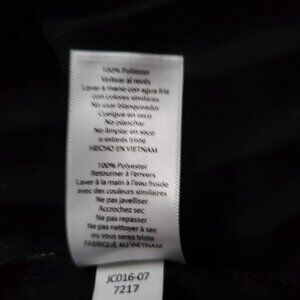 100% Poliéster
Voltear al revés
Lavar a mano con agua fría
con colores similares
No usar blanqueador
Cuelgue en seco
No planchar
No limpiar en seco
o estarás triste
HECHO EN VIETNAM
100% Polyester
Retourner à l'envers
Laver à la main à l'eau froide
avec des couleurs similaires
Ne pas javelliser
Accrochez sec
Ne pas repasser
Ne pas nettoyer à sec
ou vous serez triste
FABRIQUÉ AU VIETNAM
JC016-07
7217